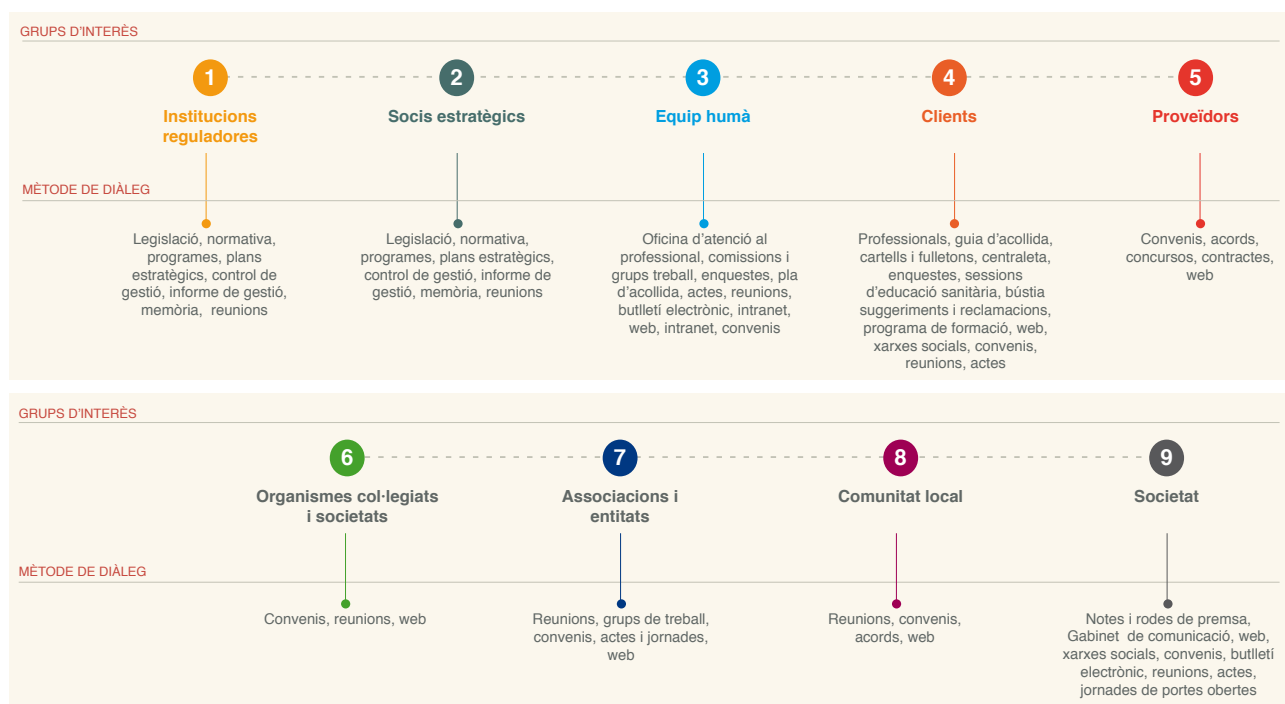 GRUPS D'INTERÈS
1
2
3
4
5
Institucions
reguladores
Socis estratègics
Equip humà
Clients
Proveïdors
MÈTODE DE DIÀLEG
Legislació, normativa,
programes, plans
estratègics, control de
gestió, informe de gestió,
memòria, reunions
Legislació, normativa,
programes, plans estratègics,
control de gestió, informe de
gestió, memòria, reunions
Oficina d'atenció al
professional, comissions i
grups treball, enquestes, pla
d'acollida, actes, reunions,
butlletí electrònic, intranet,
web, intranet, convenis
Professionals, guia d'acollida,
cartells i fulletons, centraleta,
enquestes, sessions
d'educació sanitària, bústia
suggeriments i reclamacions,
programa de formació, web,
xarxes socials, convenis,
reunions, actes
Convenis, acords,
concursos, contractes,
web
GRUPS D'INTERÈS
6
7
8
9
Organismes col·legiats
i societats
Associacions i
entitats
Comunitat local
Societat
MÈTODE DE DIÀLEG
Convenis, reunions, web
Reunions, grups de treball,
convenis, actes i jornades,
web
Reunions, convenis,
acords, web
Notes i rodes de premsa,
Gabinet de comunicació, web,
xarxes socials, convenis, butlletí
electrònic, reunions, actes,
jornades de portes obertes